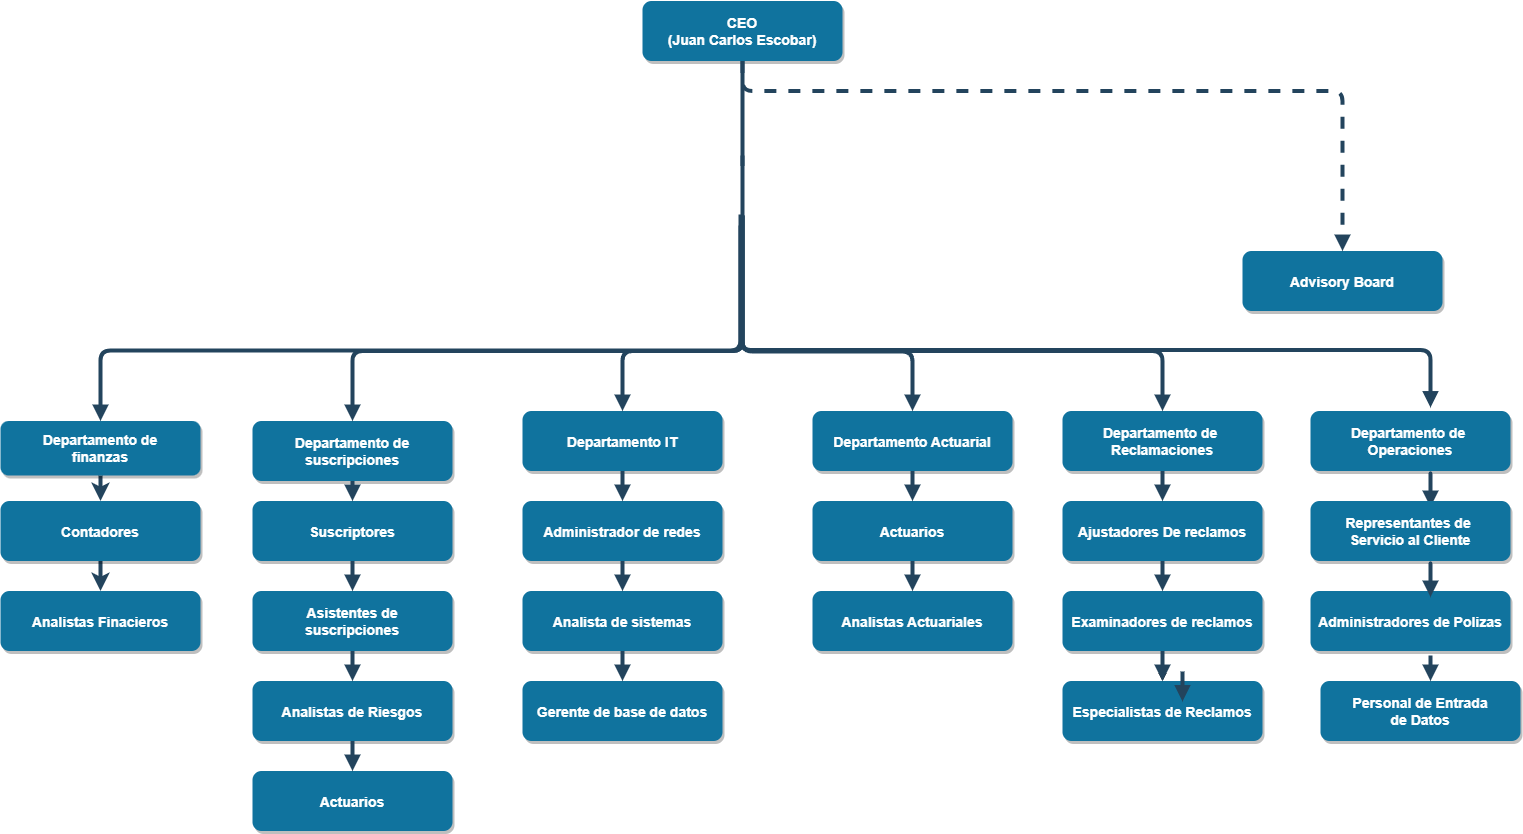 CEO
(Juan Carlos Escobar)
Advisory Board
Departamento de
finanzas
Contadores
Analistas Finacieros
Departamento de
suscripciones
Suscriptores
Asistentes de
suscripciones
Analistas de Riesgos
Actuarios
Departamento IT
Administrador de redes
Analista de sistemas
Gerente de base de datos
Departamento Actuarial
Actuarios
Analistas Actuariales
Departamento de
Reclamaciones
Ajustadores De reclamos
Examinadores de reclamos
Especialistas de Reclamos
Departamento de
Operaciones
Representantes de
Servicio al Cliente
Administradores de Polizas
Personal de Entrada
de Datos